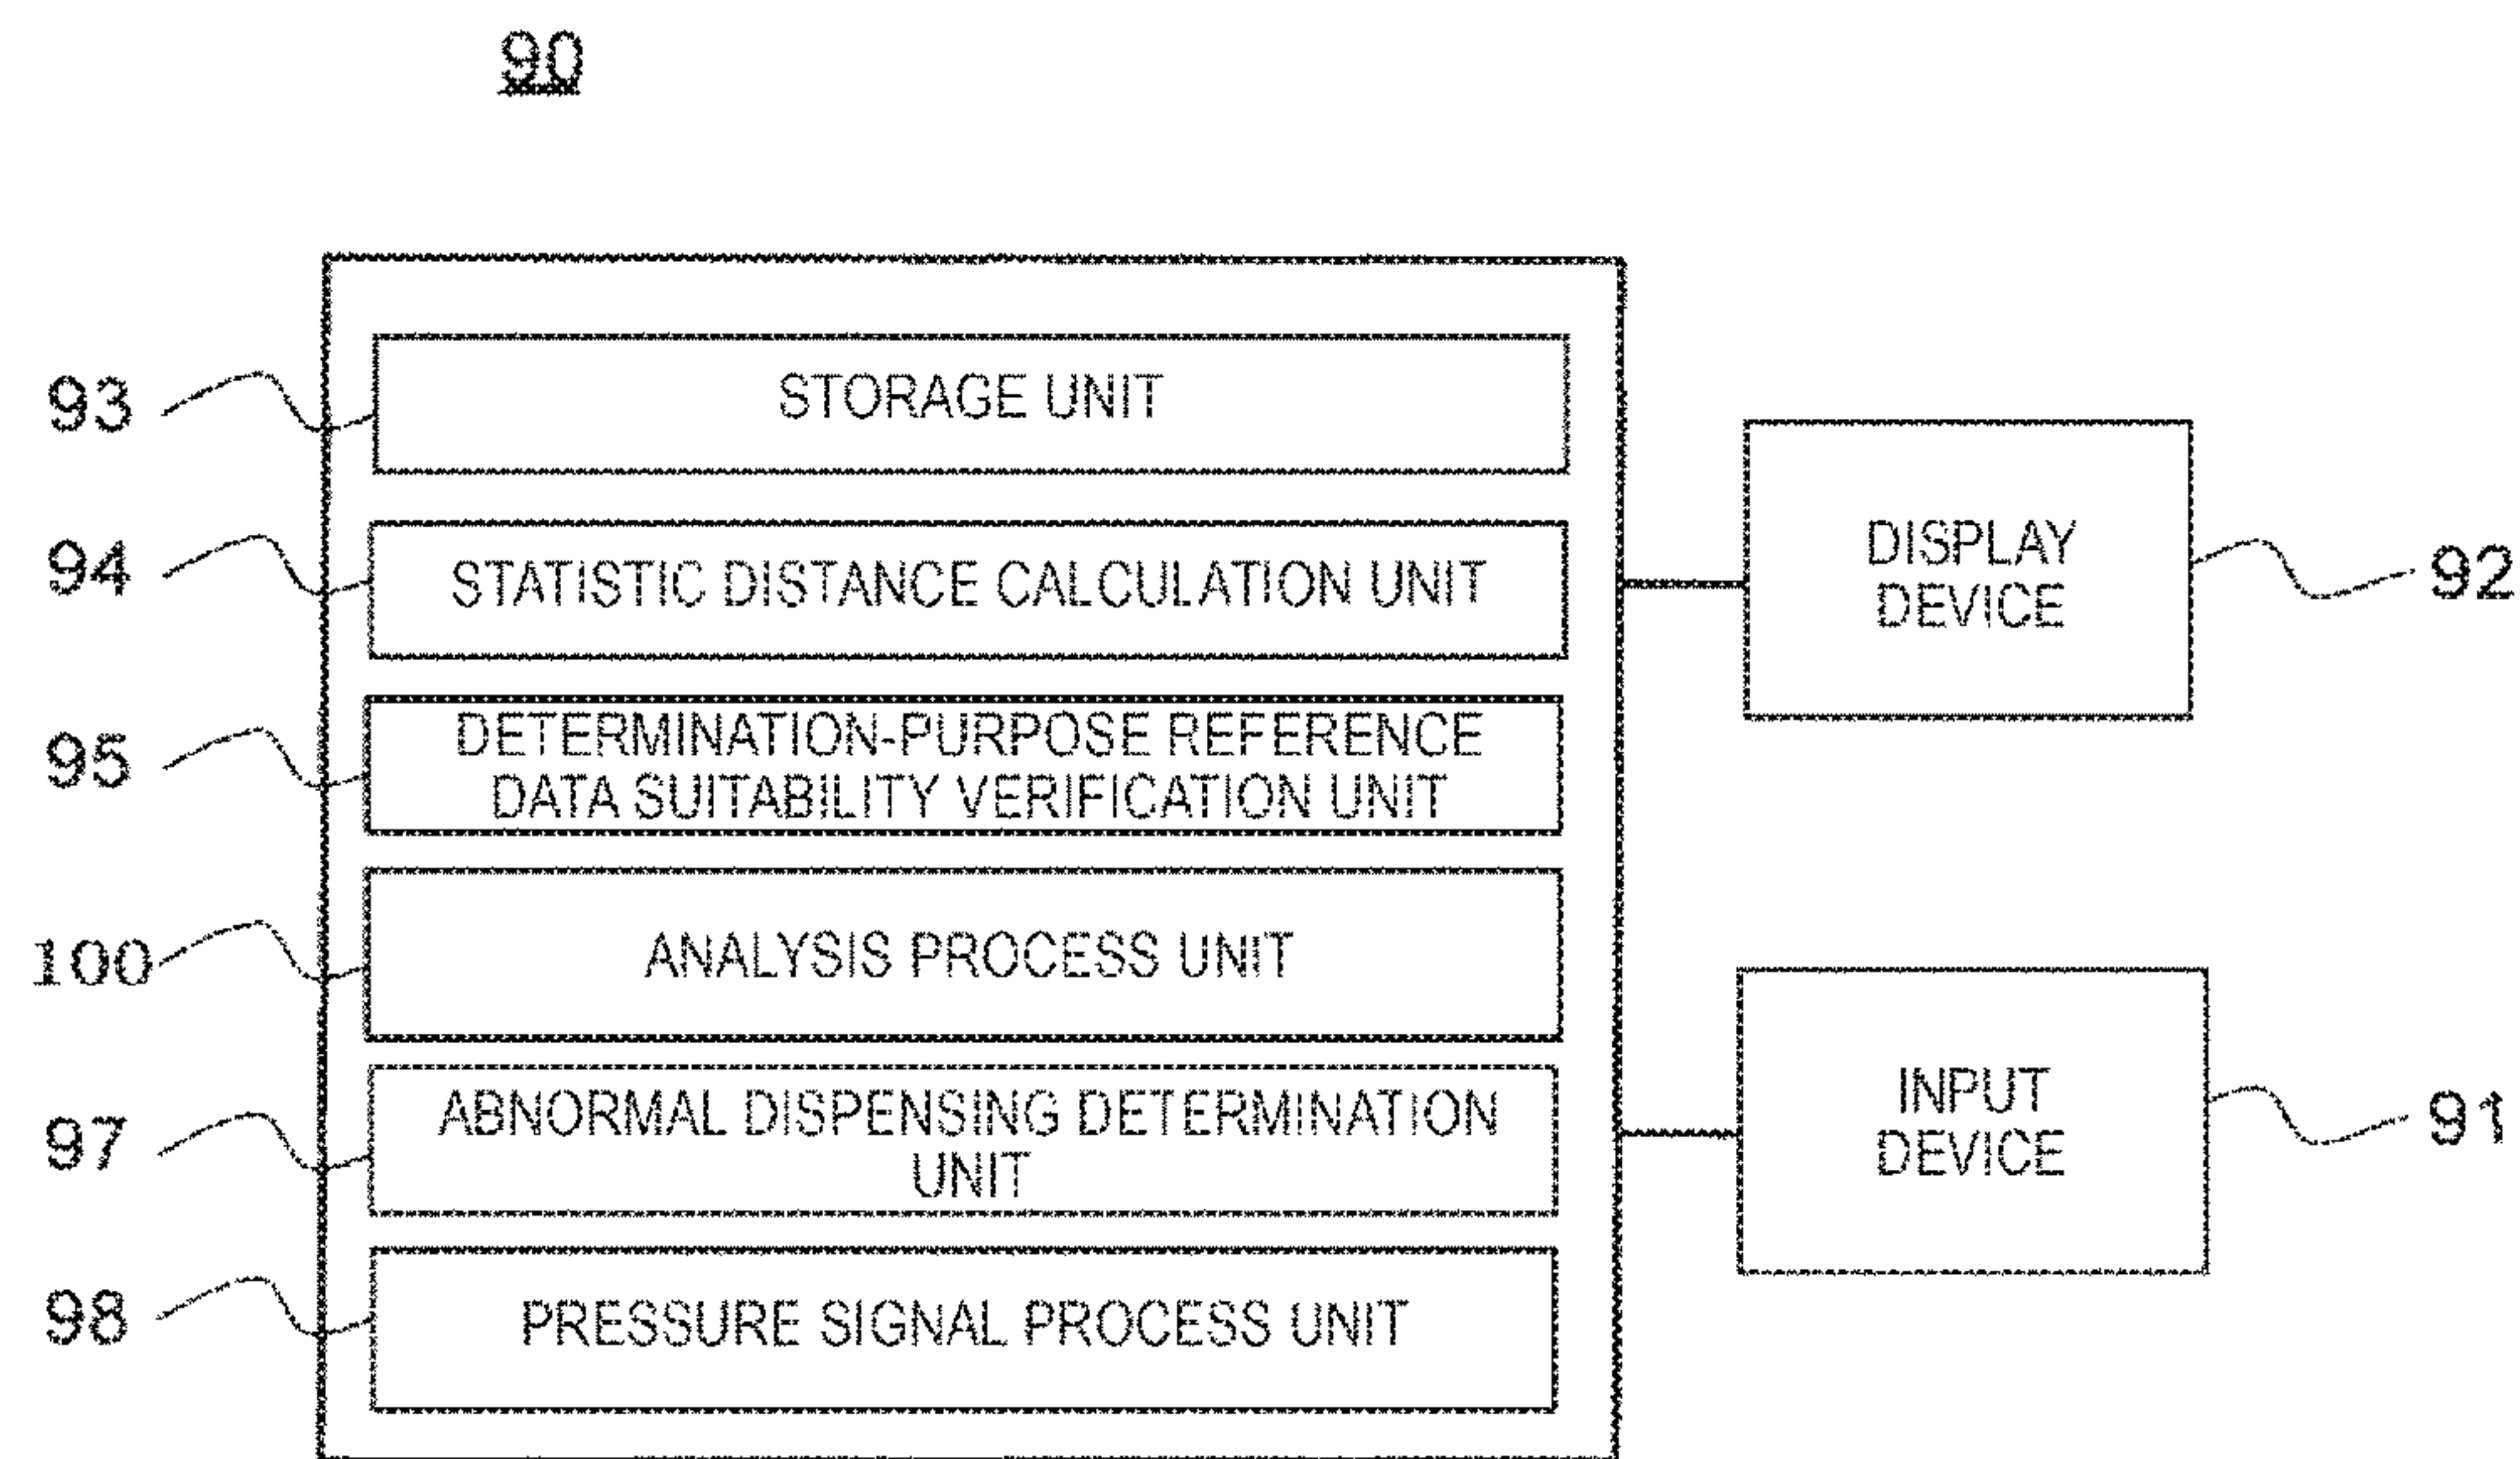 90
93
STORAGE UNIT
94
STATISTIC DISTANCE CALCULATION UNIT
95
DETERMINATION-PURPOSE REFERENCE
DATA SUITABILITY VERIFICATION UNIT
100
ANALYSIS PROCESS UNIT
97
ABNORMAL DISPENSING DETERMINATION
UNIT
98
PRESSURE SIGNAL PROCESS UNIT
DISPLAY
DEVICE
92
INPUT
DEVICE
91